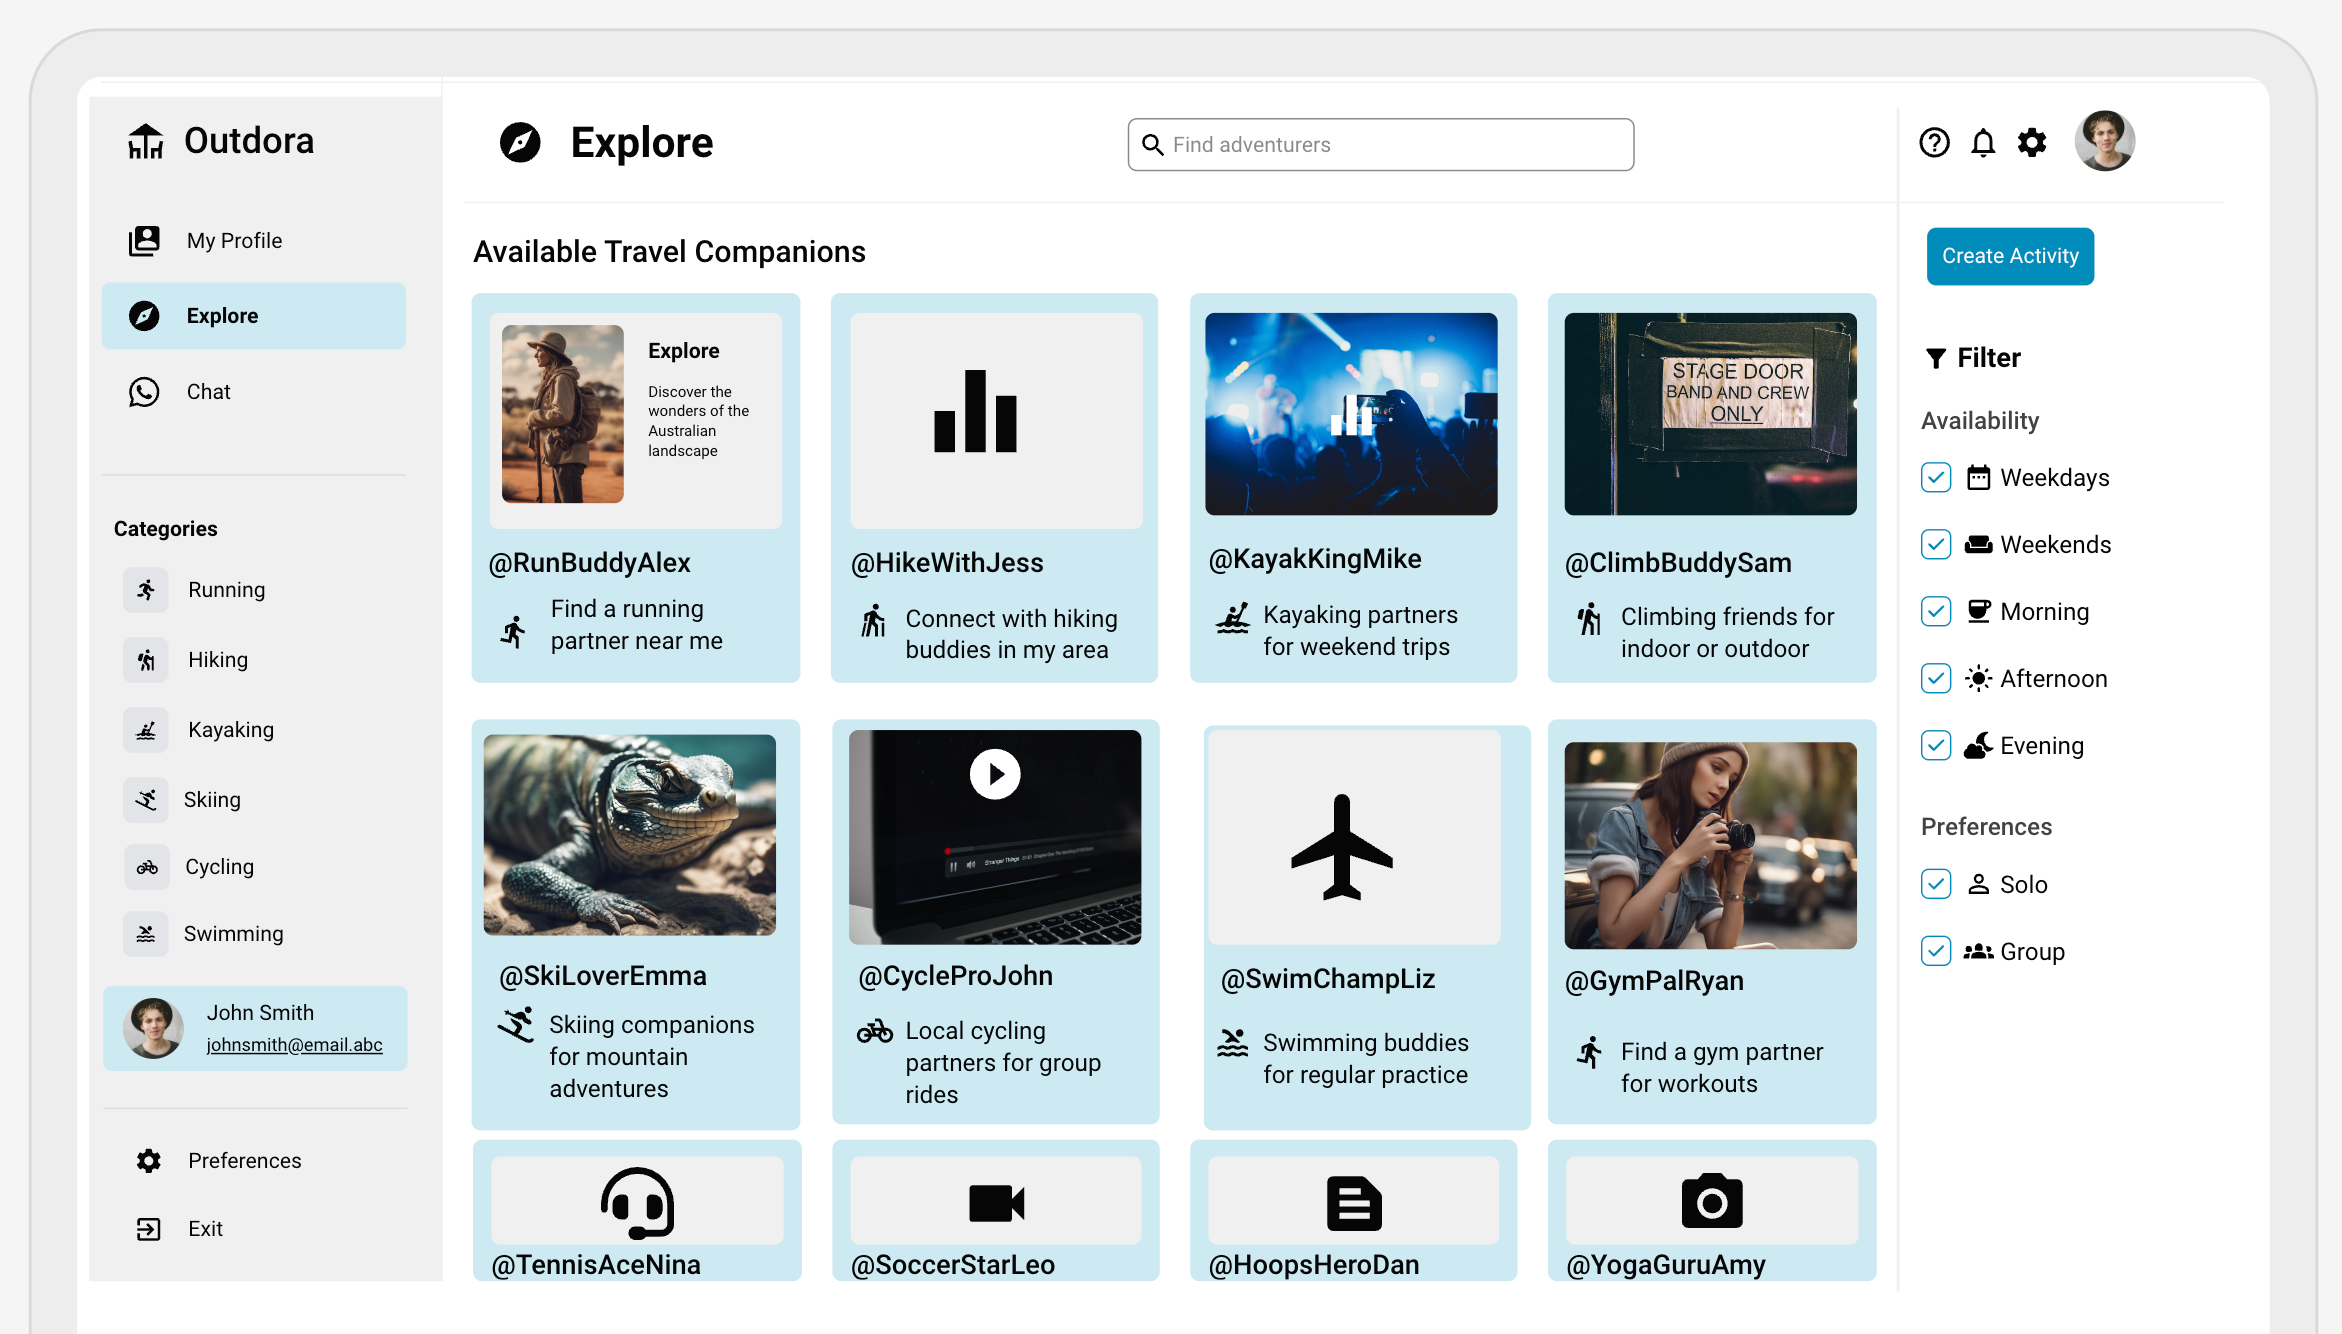 Outdora
My Profile
Explore
Chat
Categories
Running
Hiking
Kayaking
Skiing
Cycling
Swimming
John Smith
johnsmith@email.abc
Preferences
Exit
Explore
Find adventurers
Available Travel Companions
Explore
Discover the
wonders of the
Australian
landscape
@RunBuddyAlex
Find a running
partner near me
@HikeWithJess
Connect with hiking
buddies in my area
@KayakKingMike
Kayaking partners
for weekend trips
STAGE DOOR
BAND AND CREW
ONLY
@ClimbBuddySam
Climbing friends for
indoor or outdoor
@SkiLoverEmma
Skiing companions
for mountain
adventures
Stranger Things
@CycleProJohn
Local cycling
partners for group
rides
@SwimChampLiz
Swimming buddies
for regular practice
@GymPalRyan
Find a gym partner
for workouts
@TennisAceNina
@SoccerStarLeo
@HoopsHeroDan
@YogaGuruAmy
Create Activity
Filter
Availability
Weekdays
Weekends
Morning
Afternoon
Evening
Preferences
Solo
Group